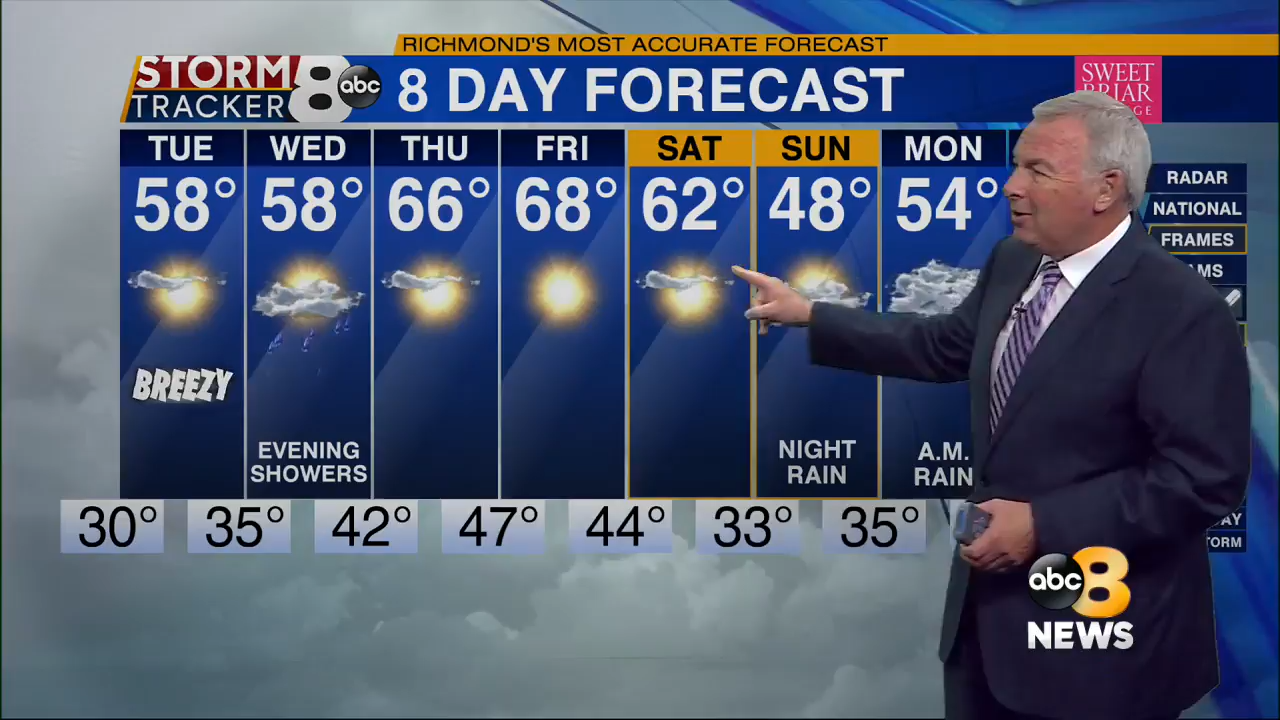 RICHMOND'S MOST ACCURATE FORECAST
STORM
TRACKER
8
abc
8 DAY FORECAST
SWEET
BRIAR
TUE
WED
THU
FRI
SAT
SUN
MON
58°
58°
66°
68°
62°
48°
54°
BREEZY
EVENING
SHOWERS
NIGHT
RAIN
A.M.
RAIN
30°
35°
42°
47°
44°
33°
35°
RADAR
NATIONAL
FRAMES
abc
8
NEWS